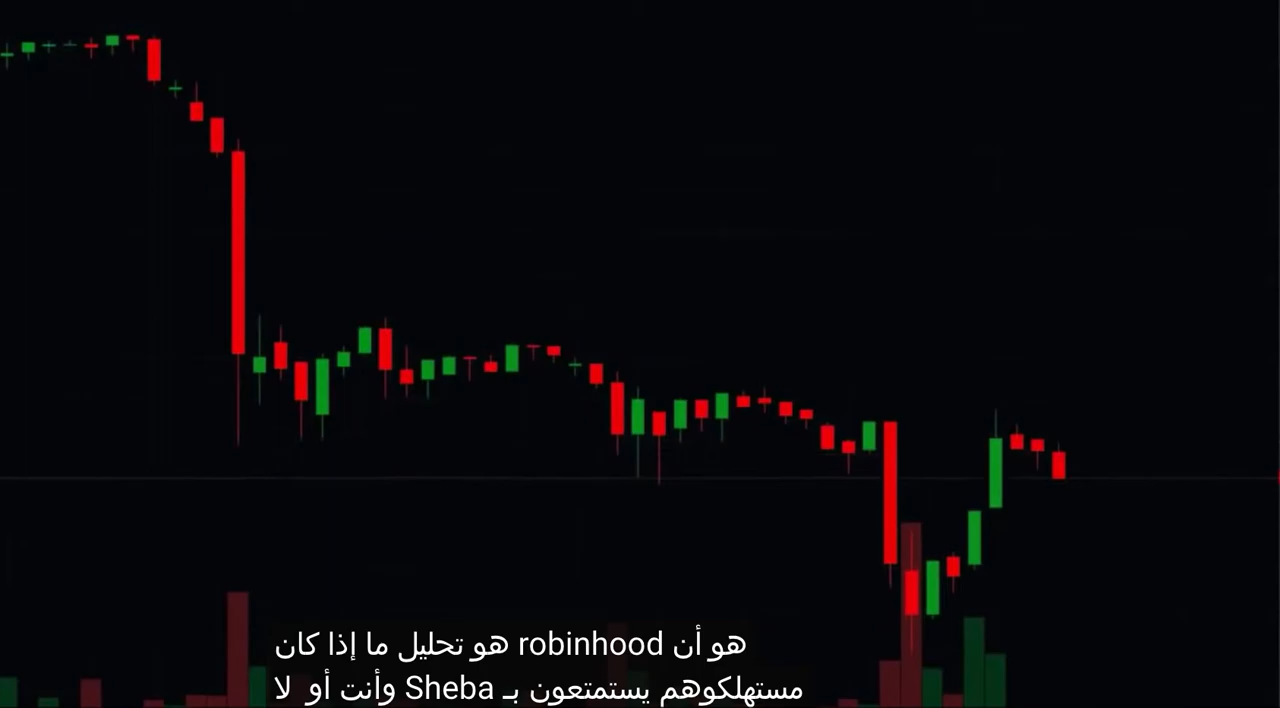 هو أن robinhood هو تحليل ما إذا كان
مستهلكوهم يستمتعون بـ Sheba وأنت أو لا